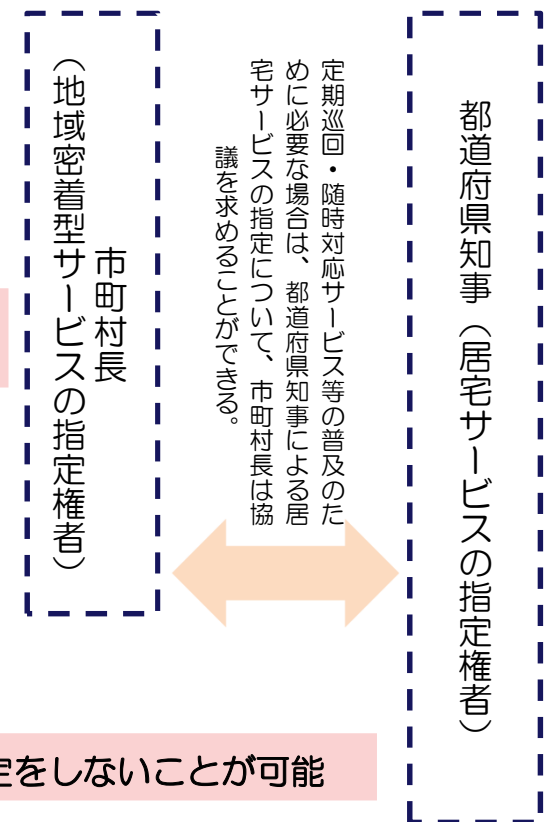 都道府県知事（居宅サービスの指定権者）
定期巡回・随時対応サービス等の普及のた
めに必要な場合は、都道府県知事による居
宅サービスの指定について、市町村長は協
議を求めることができる。
市町村長
（地域密着型サービスの指定権者）
定をしないことが可能